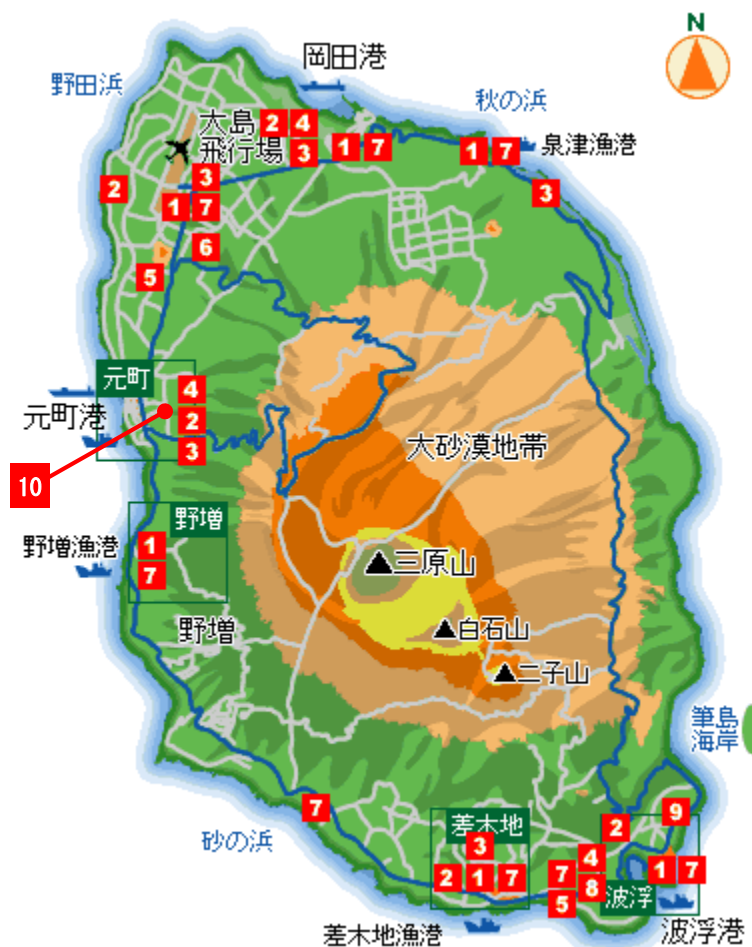 N
岡田港
野田浜
秋の浜
大島
飛行場
2 4
3
1 7
1 7
泉津漁港
3
2
3
1 7
6
5
元町
4
2
3
元町港
10
大砂漠地帯
野増
1
7
野増漁港
三原山
野増
白石山
二子山
筆島
海岸
7
砂の浜
差木地
3
2 1 7
2
9
4
7
8
5
1 7
波浮
波浮港
差木地漁港